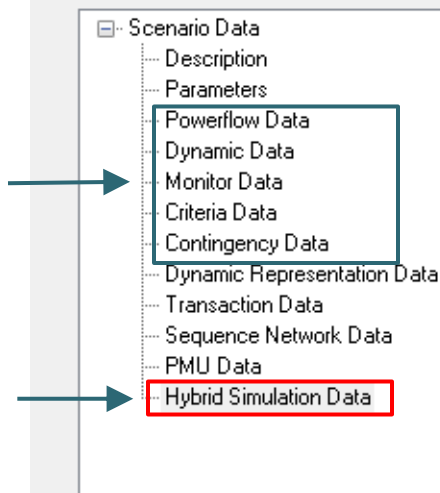 Scenario Data
Description
Parameters
Powerflow Data
Dynamic Data
Monitor Data
Criteria Data
Contingency Data
Dynamic Representation Data
Transaction Data
Sequence Network Data
PMU Data
Hybrid Simulation Data